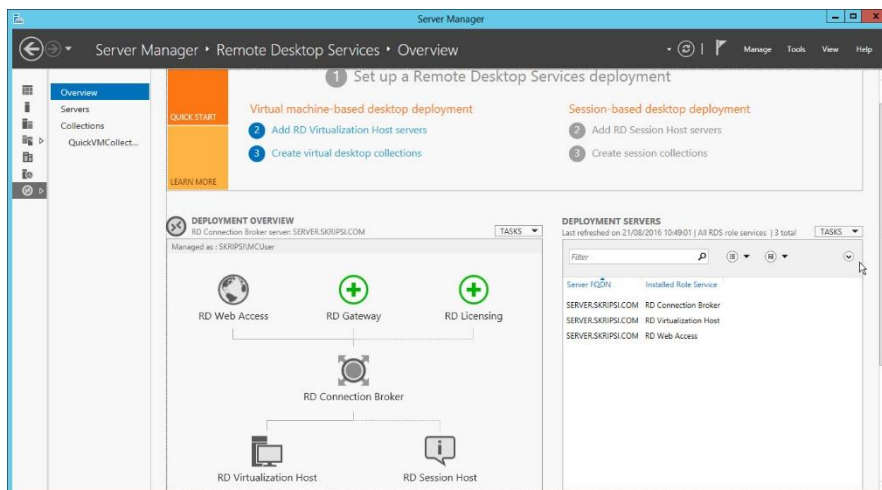 Server Manager
Server Manager • Remote Desktop Services • Overview
Manage Tools View Help
Overview
Servers
Collections
QuickVMCollect...
1 Set up a Remote Desktop Services deployment
QUICK START
LEARN MORE
Virtual machine-based desktop deployment
2 Add RD Virtualization Host servers
3 Create virtual desktop collections
Session-based desktop deployment
2 Add RD Session Host servers
3 Create session collections
DEPLOYMENT OVERVIEW
RD Connection Broker server: SERVER.SKRIPSI.COM
TASKS
Managed as : SKRIPSI\MCUser
RD Web Access
RD Gateway
RD Licensing
RD Connection Broker
RD Virtualization Host
RD Session Host
DEPLOYMENT SERVERS
Last refreshed on 21/08/2016 10:49:01 | All RDS role services | 3 total
TASKS
Filter
Server FQDN Installed Role Service
SERVER.SKRIPSI.COM RD Connection Broker
SERVER.SKRIPSI.COM RD Virtualization Host
SERVER.SKRIPSI.COM RD Web Access